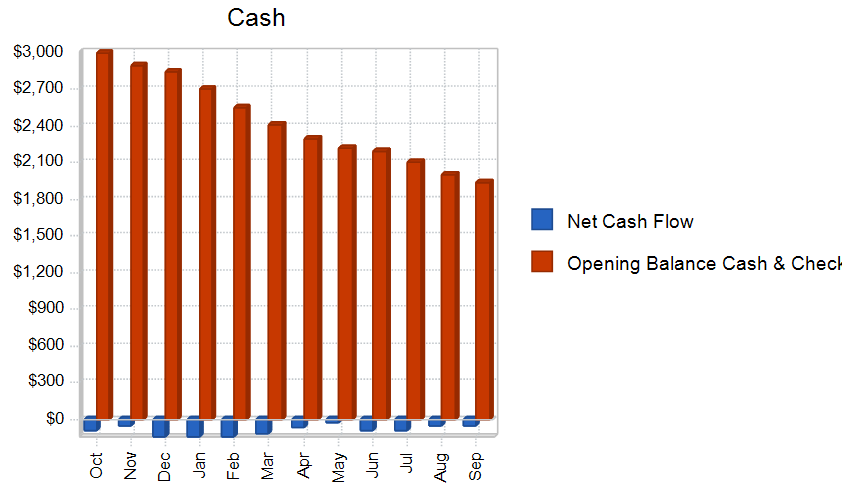 Cash
$3,000
$2,700
$2,400
$2,100
$1,800
$1,500
$1,200
$900
$600
$300
$0
Oct
Nov
Dec
Jan
Feb
Mar
Apr
May
Jun
Jul
Aug
Sep
Net Cash Flow
Opening Balance Cash & Check